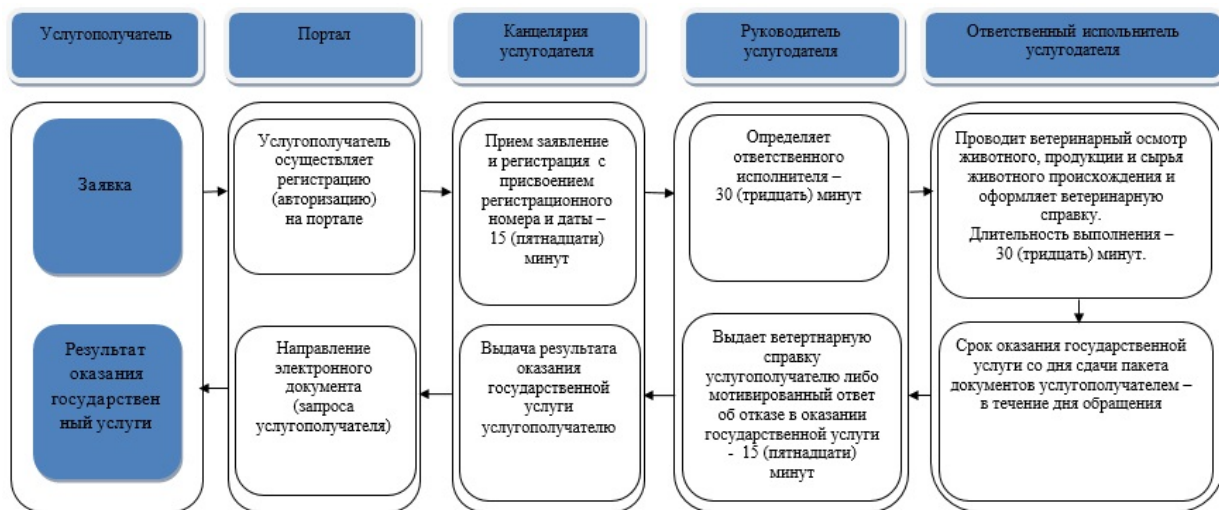 Услугополучатель
Портал
Канцелярия
услугодателя
Руководитель
услугодателя
Ответственный испольнитель
услугодателя
Заявка
Услугополучатель
осуществляет
регистрацию
(авторизацию)
на портале
Прием заявление
и регистрация с
присвоением
регистрационного
номера и даты –
15 (пятнадцати)
минут
Определяет
ответственного
исполнителя –
30 (тридцать) минут
Проводит ветеринарный осмотр
животного, продукции и сырья
животного происхождения и
оформляет ветеринарную
справку.
Длительность выполнения –
30 (тридцать) минут.
Результат
оказания
государствен
ный услуги
Направление
электронного
документа
(запроса
услугополучателя)
Выдача результата
оказания
государственной
услуги
услугополучателю
Выдает ветертнарную
справку
услугополучателю либо
мотивированный ответ
об отказе в оказании
государственной услуги
- 15 (пятнадцати)
минут
Срок оказания государственной
услуги со дня сдачи пакета
документов услугополучателем –
в течение дня обращения